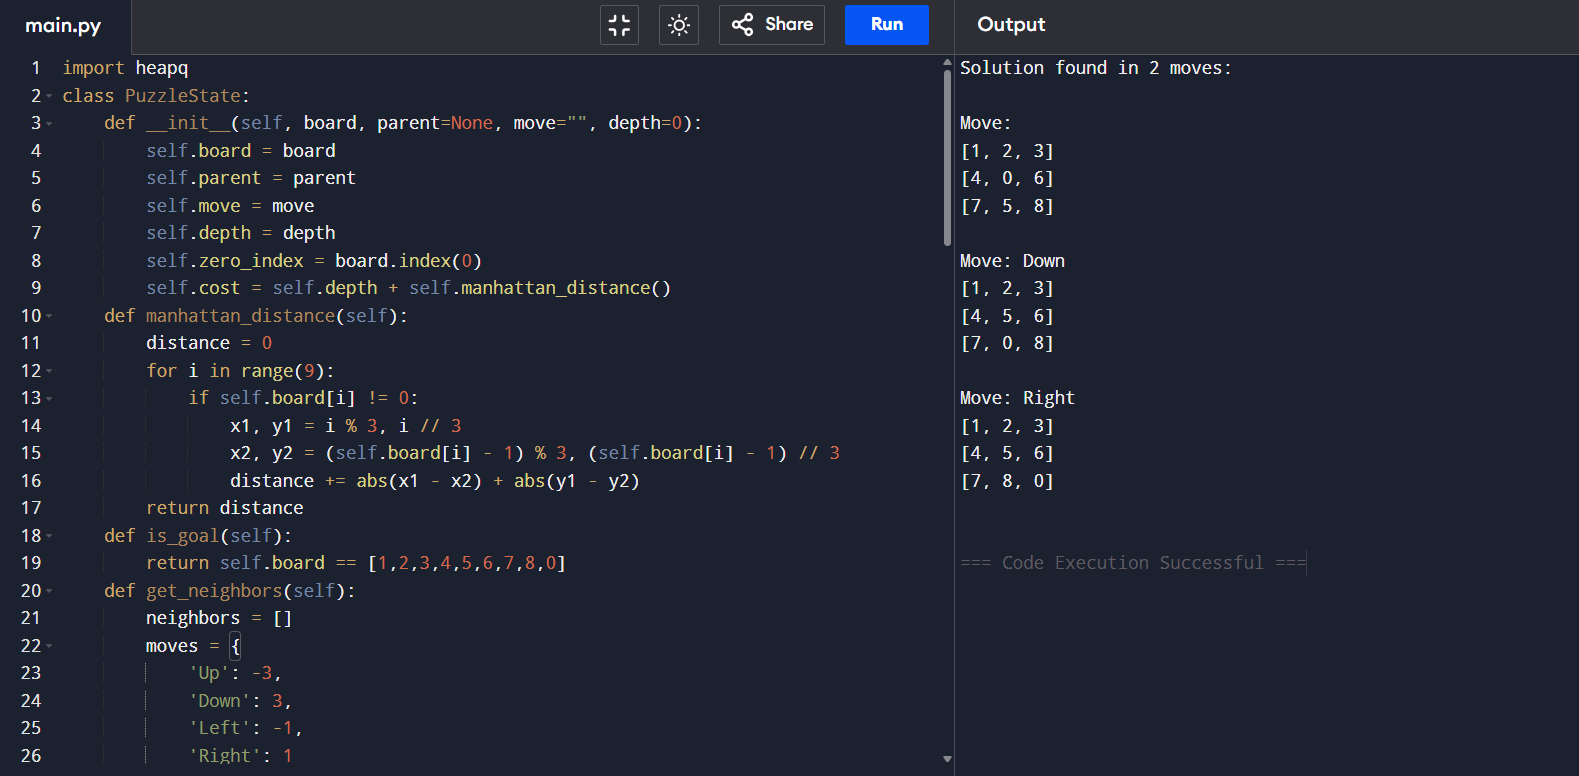 main.py
Share
Run
Output
1 import heapq
2 class PuzzleState:
3     def __init__(self, board, parent=None, move="", depth=0):
4         self.board = board
5         self.parent = parent
6         self.move = move
7         self.depth = depth
8         self.zero_index = board.index(0)
9         self.cost = self.depth + self.manhattan_distance()
10     def manhattan_distance(self):
11         distance = 0
12         for i in range(9):
13             if self.board[i] != 0:
14                 x1, y1 = i % 3, i // 3
15                 x2, y2 = (self.board[i] - 1) % 3, (self.board[i] - 1) // 3
16                 distance += abs(x1 - x2) + abs(y1 - y2)
17         return distance
18     def is_goal(self):
19         return self.board == [1,2,3,4,5,6,7,8,0]
20     def get_neighbors(self):
21         neighbors = []
22         moves = {
23             'Up': -3,
24             'Down': 3,
25             'Left': -1,
26             'Right': 1
Solution found in 2 moves:
Move:
[1, 2, 3]
[4, 0, 6]
[7, 5, 8]
Move: Down
[1, 2, 3]
[4, 5, 6]
[7, 0, 8]
Move: Right
[1, 2, 3]
[4, 5, 6]
[7, 8, 0]
=== Code Execution Successful ===